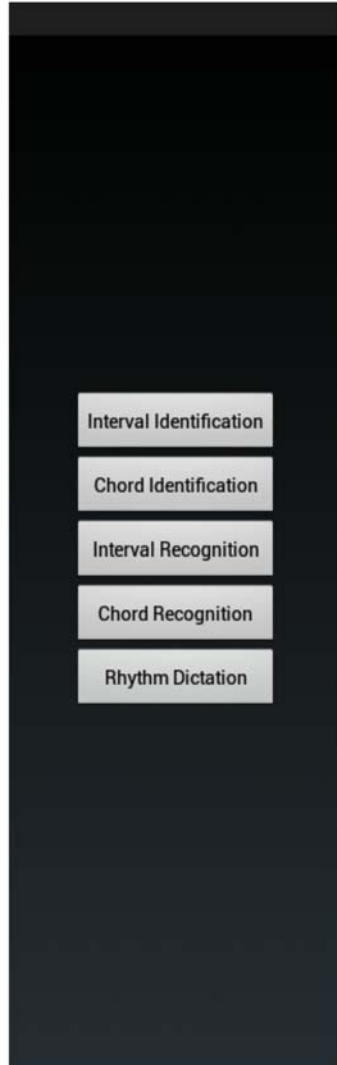 Interval Identification
Chord Identification
Interval Recognition
Chord Recognition
Rhythm Dictation